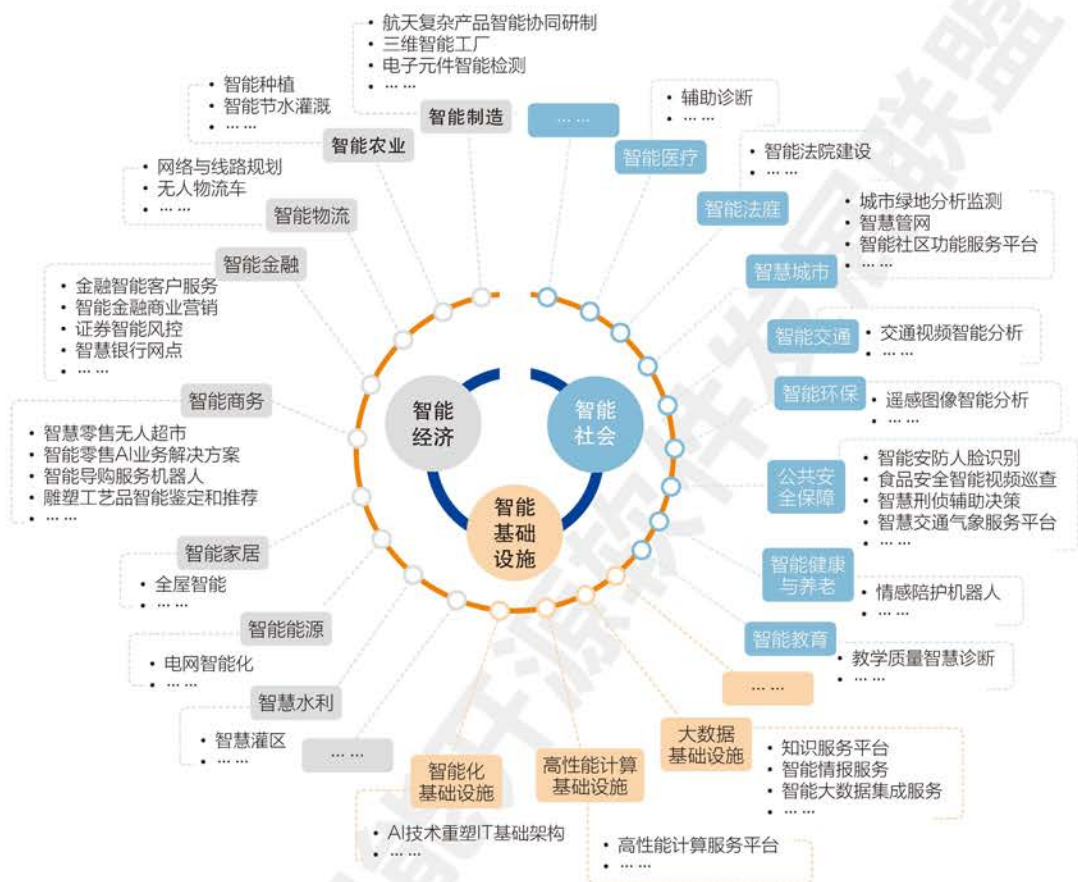 智能
经济
智能
社会
智能
基础
设施
智能制造
• 航天复杂产品智能协同研制
• 三维智能工厂
• 电子元件智能检测
• … …
智能农业
• 智能种植
• 智能节水灌溉
• … …
智能物流
• 网络与线路规划
• 无人物流车
• … …
智能金融
• 金融智能客户服务
• 智能金融商业营销
• 证券智能风控
• 智慧银行网点
• … …
智能商务
• 智慧零售无人超市
• 智能零售AI业务解决方案
• 智能导购服务机器人
• 雕塑工艺品智能鉴定和推荐
• … …
智能家居
• 全屋智能
• … …
智能能源
• 电网智能化
• … …
智慧水利
• 智慧灌区
• … …
… …
… …
智能医疗
• 辅助诊断
• … …
智能法庭
• 智能法院建设
• … …
智慧城市
• 城市绿地分析监测
• 智慧管网
• 智能社区功能服务平台
• … …
智能交通
• 交通视频智能分析
• … …
智能环保
• 遥感图像智能分析
• … …
公共安
全保障
• 智能安防人脸识别
• 食品安全智能视频巡查
• 智慧刑侦辅助决策
• 智慧交通气象服务平台
• … …
智能健康
与养老
• 情感陪护机器人
• … …
智能教育
• 教学质量智慧诊断
• … …
… …
大数据
基础设施
• 知识服务平台
• 智能情报服务
• 智能大数据集成服务
• … …
高性能计算
基础设施
• 高性能计算服务平台
• … …
智能化
基础设施
• AI技术重塑IT基础架构
• … …
智能开源软件发展联盟